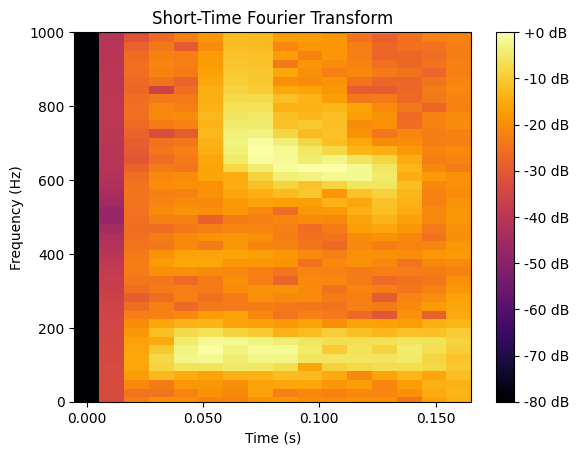 Short-Time Fourier Transform
Frequency (Hz)
1000
800
600
400
200
0
0.000
0.050
0.100
0.150
Time (s)
+0 dB
-10 dB
-20 dB
-30 dB
-40 dB
-50 dB
-60 dB
-70 dB
-80 dB